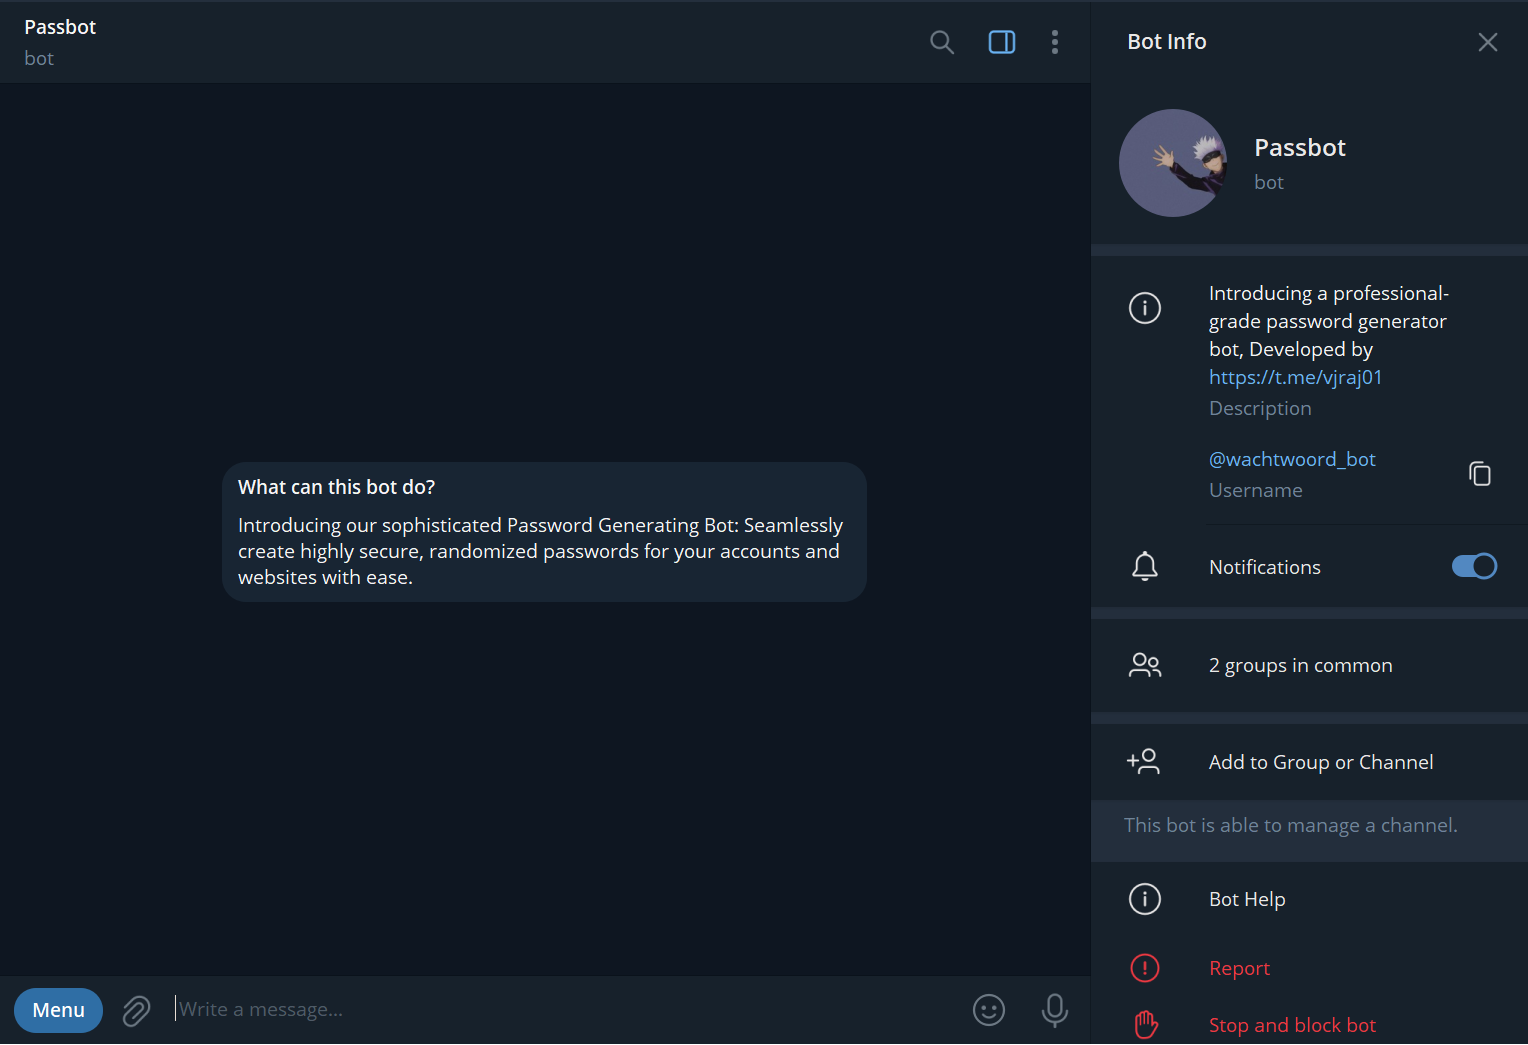 Passbot
bot
What can this bot do?
Introducing our sophisticated Password Generating Bot: Seamlessly
create highly secure, randomized passwords for your accounts and
websites with ease.
Menu
Write a message...
Bot Info
Passbot
bot
Introducing a professional-
grade password generator
bot, Developed by
https://t.me/vjraj01
Description
@wachtwoord_bot
Username
Notifications
2 groups in common
Add to Group or Channel
This bot is able to manage a channel.
Bot Help
Report
Stop and block bot